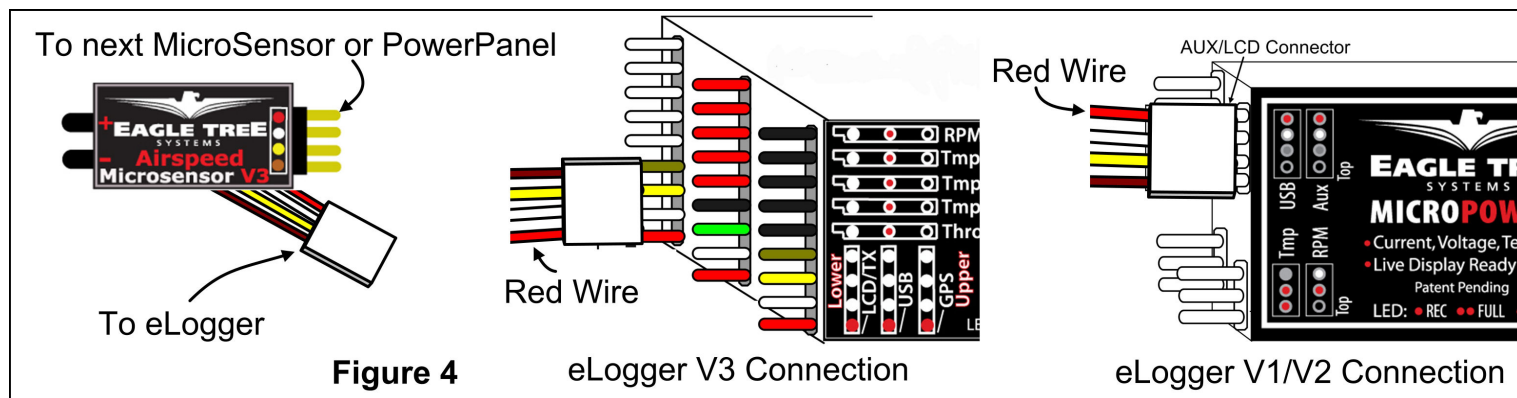 To next MicroSensor or PowerPanel
+ EAGLE TREE
SYSTEMS
- Airspeed
Microsensor V3
To eLogger
Figure 4
Red Wire
RPM
Tmp
Tmp
Tmp
Thro
Lower
/LCD/TX
/USB
/GPS
Upper
LE
eLogger V3 Connection
Red Wire
AUX/LCD Connector
USB
Aux
Top
Tmp
RPM
Top
EAGLE TR
SYSTEMS
MICROPOW
Current, Voltage, Te
Live Display Ready
Patent Pending
LED: REC FULL
eLogger V1/V2 Connection